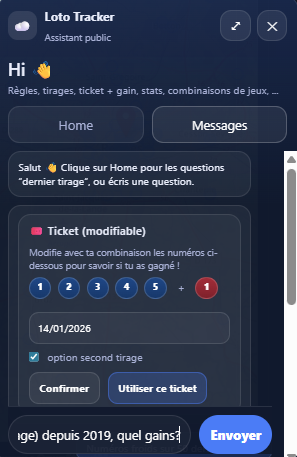 Loto Tracker
Assistant public
Hi 👋
Règles, tirages, ticket + gain, stats, combinaisons de jeux, ...
Home
Messages
Salut 👋 Clique sur Home pour les questions
"dernier tirage", ou écris une question.
🎟️ Ticket (modifiable)
Modifie avec ta combinaison les numéros ci-
dessous pour savoir si tu as gagné !
1 2 3 4 5 + 1
14/01/2026
option second tirage
Confirmer
Utiliser ce ticket
age) depuis 2019, quel gains?
Envoyer